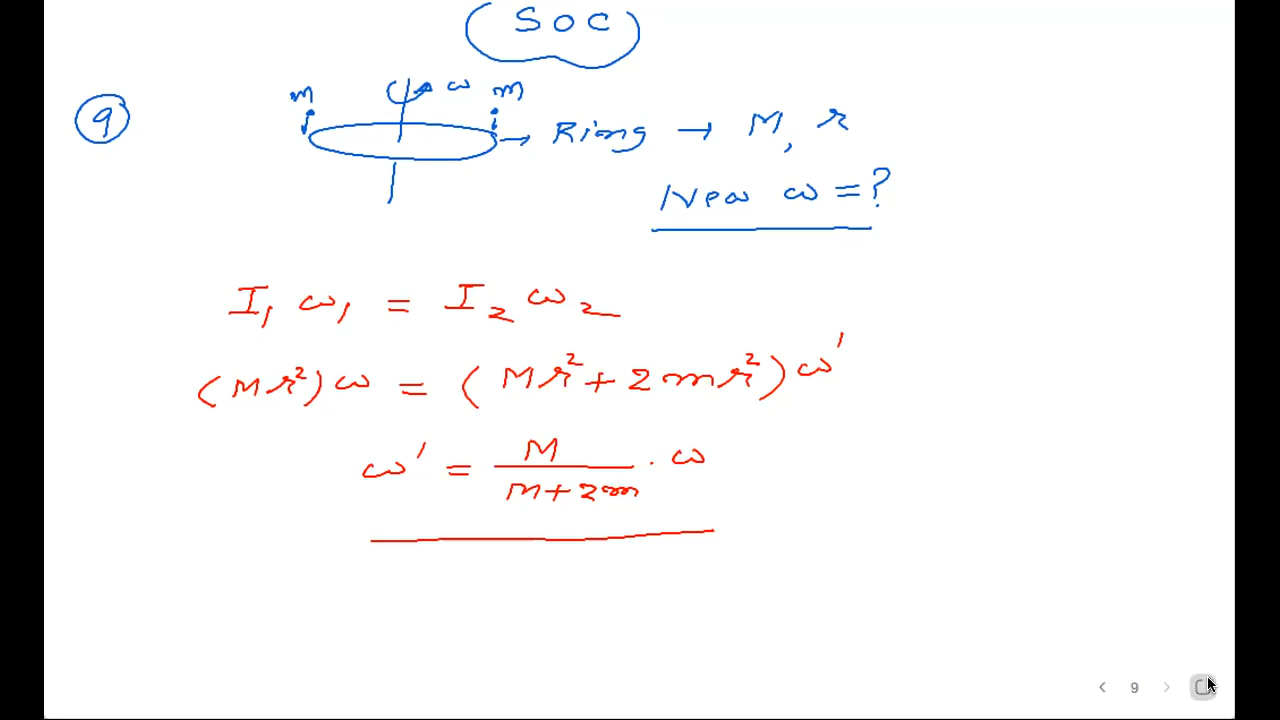 SOC
9
m ω m
Ring → M, r
New ω = ?
I₁ ω₁ = I₂ ω₂
(Mr²) ω = (Mr² + 2mr²) ω'
ω' = M / (M+2m) · ω
< 9 >